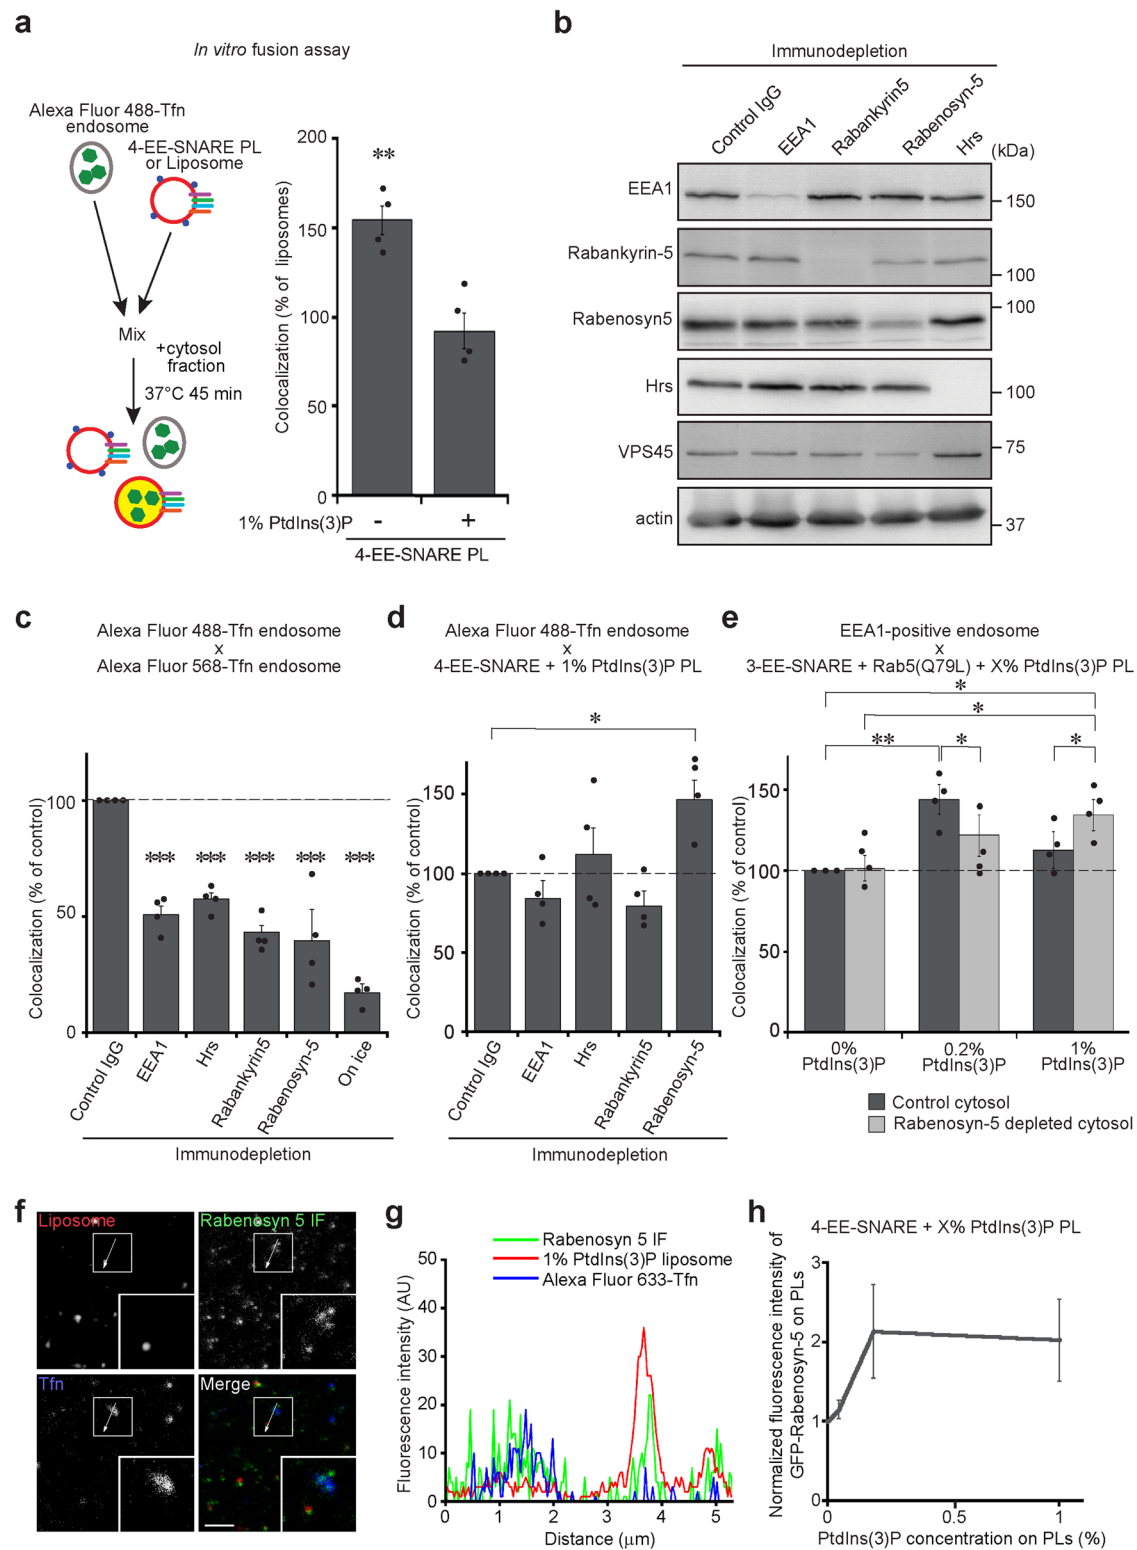 a
In vitro fusion assay
Alexa Fluor 488-Tfn
endosome
4-EE-SNARE PL
or Liposome
Mix
+cytosol
fraction
37°C 45 min
Colocalization (% of liposomes)
200
150
100
50
0
**
1% PtdIns(3)P
-
+
4-EE-SNARE PL
b
Immunodepletion
Control IgG
EEA1
Rabankyrin5
Rabenosyn-5
Hrs
(kDa)
EEA1
150
Rabankyrin-5
100
Rabenosyn5
100
Hrs
100
VPS45
75
actin
37
c
Alexa Fluor 488-Tfn endosome
x
Alexa Fluor 568-Tfn endosome
Colocalization (% of control)
100
50
0
*** *** *** *** ***
Control IgG
EEA1
Hrs
Rabankyrin5
Rabenosyn-5
On ice
Immunodepletion
d
Alexa Fluor 488-Tfn endosome
x
4-EE-SNARE + 1% PtdIns(3)P PL
Colocalization (% of control)
150
100
50
0
*
Control IgG
EEA1
Hrs
Rabankyrin5
Rabenosyn-5
Immunodepletion
e
EEA1-positive endosome
x
3-EE-SNARE + Rab5(Q79L) + X% PtdIns(3)P PL
Colocalization (% of control)
150
100
50
0
*
*
** * *
0%
PtdIns(3)P
0.2%
PtdIns(3)P
1%
PtdIns(3)P
Control cytosol
Rabenosyn-5 depleted cytosol
f
Liposome
Rabenosyn 5 IF
Tfn
Merge
g
Rabenosyn 5 IF
1% PtdIns(3)P liposome
Alexa Fluor 633-Tfn
Fluorescence intensity (AU)
50
40
30
20
10
0
0 1 2 3 4 5
Distance (μm)
h
4-EE-SNARE + X% PtdIns(3)P PL
Normalized fluorescence intensity of
GFP-Rabenosyn-5 on PLs
3
2
1
0
0 0.5 1
PtdIns(3)P concentration on PLs (%)